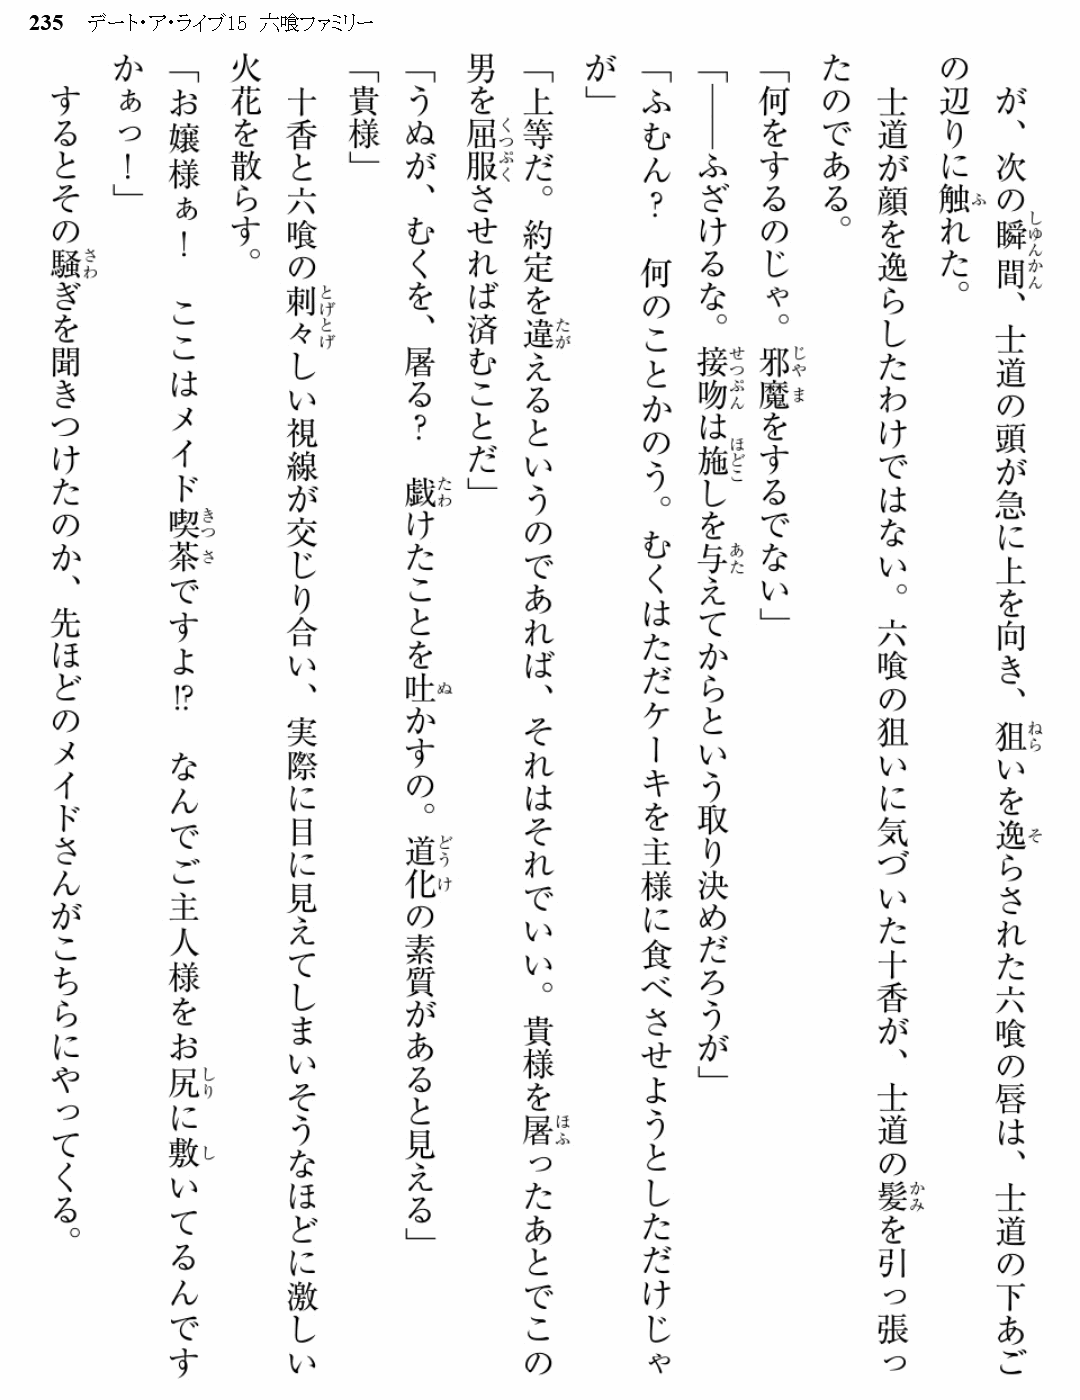 235 デート・ア・ライブ15 六喰ファミリー
が、次の瞬間、士道の頭が急に上を向き、狙いを逸らされた六喰の唇は、士道の下あご
の辺りに触れた。
士道が顔を逸らしたわけではない。六喰の狙いに気づいた十香が、士道の髪を引っ張っ
たのである。
「何をするのじゃ。邪魔をするでない」
「――ふざけるな。接吻は施しを与えてからという取り決めだろうが」
「ふむん? 何のことかのう。むくはただケーキを主様に食べさせようとしただけじゃ
が」
「上等だ。約定を違えるというのであれば、それはそれでいい。貴様を屠ったあとでこの
男を屈服させれば済むことだ」
「うぬが、むくを、屠る? 戯けたことを吐かすの。道化の素質があると見える」
「貴様」
十香と六喰の刺々しい視線が交じり合い、実際に目に見えてしまいそうなほどに激しい
火花を散らす。
「お嬢様ぁ! ここはメイド喫茶ですよ!? なんでご主人様をお尻に敷いてるんです
かぁっ!」
するとその騒ぎを聞きつけたのか、先ほどのメイドさんがこちらにやってくる。